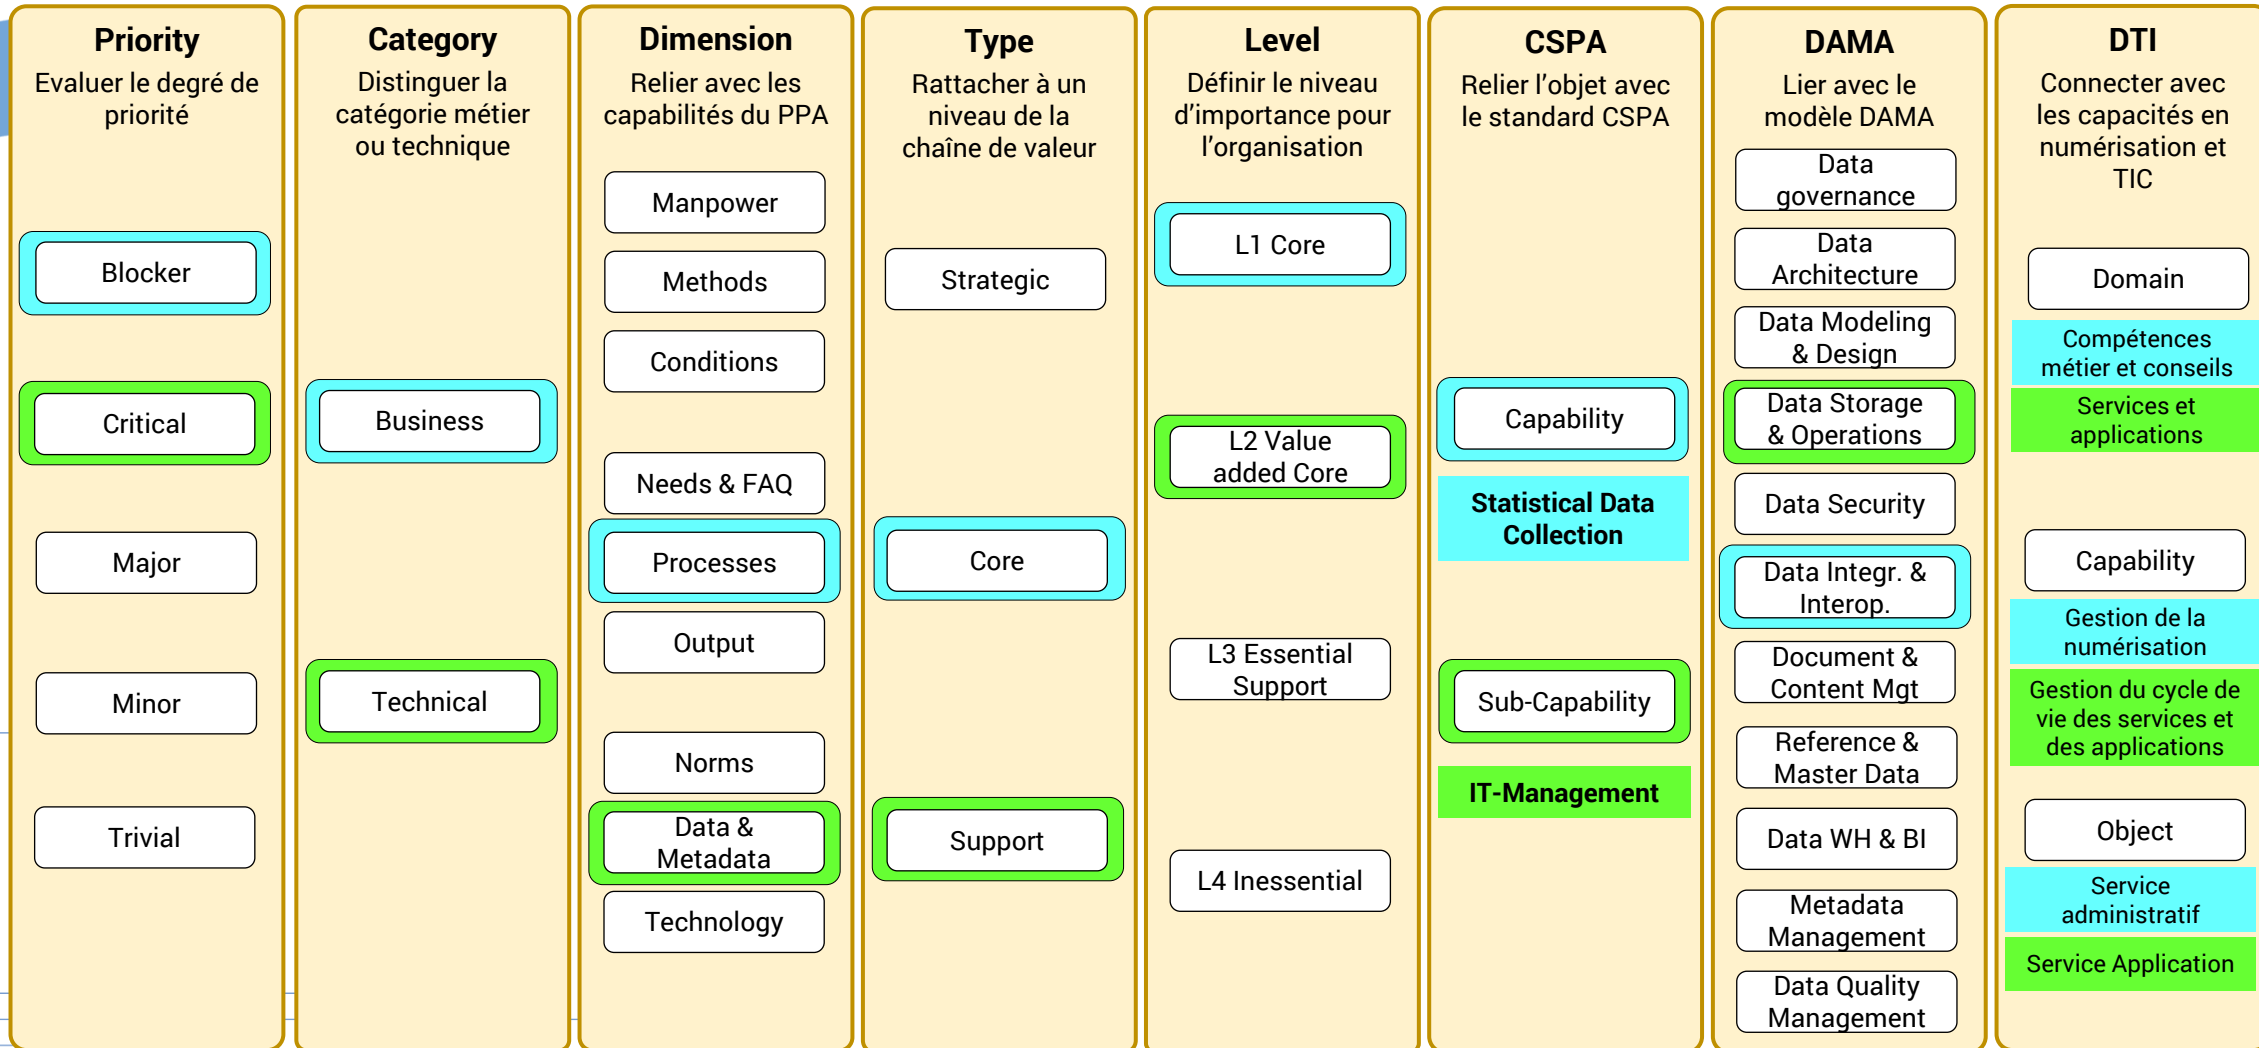 Priority
Evaluer le degré de
priorité
Blocker
Critical
Major
Minor
Trivial
Category
Distinguer la
catégorie métier
ou technique
Business
Technical
Dimension
Relier avec les
capabilités du PPA
Manpower
Methods
Conditions
Needs & FAQ
Processes
Output
Norms
Data &
Metadata
Technology
Type
Rattacher à un
niveau de la
chaîne de valeur
Strategic
Core
Support
Level
Définir le niveau
d'importance pour
l'organisation
L1 Core
L2 Value
added Core
L3 Essential
Support
L4 Inessential
CSPA
Relier l'objet avec
le standard CSPA
Capability
Statistical Data
Collection
Sub-Capability
IT-Management
DAMA
Lier avec le
modèle DAMA
Data
governance
Data
Architecture
Data Modeling
& Design
Data Storage
& Operations
Data Security
Data Integr. &
Interop.
Document &
Content Mgt
Reference &
Master Data
Data WH & BI
Metadata
Management
Data Quality
Management
DTI
Connecter avec
les capacités en
numérisation et
TIC
Domain
Compétences
métier et conseils
Services et
applications
Capability
Gestion de la
numérisation
Gestion du cycle de
vie des services et
des applications
Object
Service
administratif
Service Application